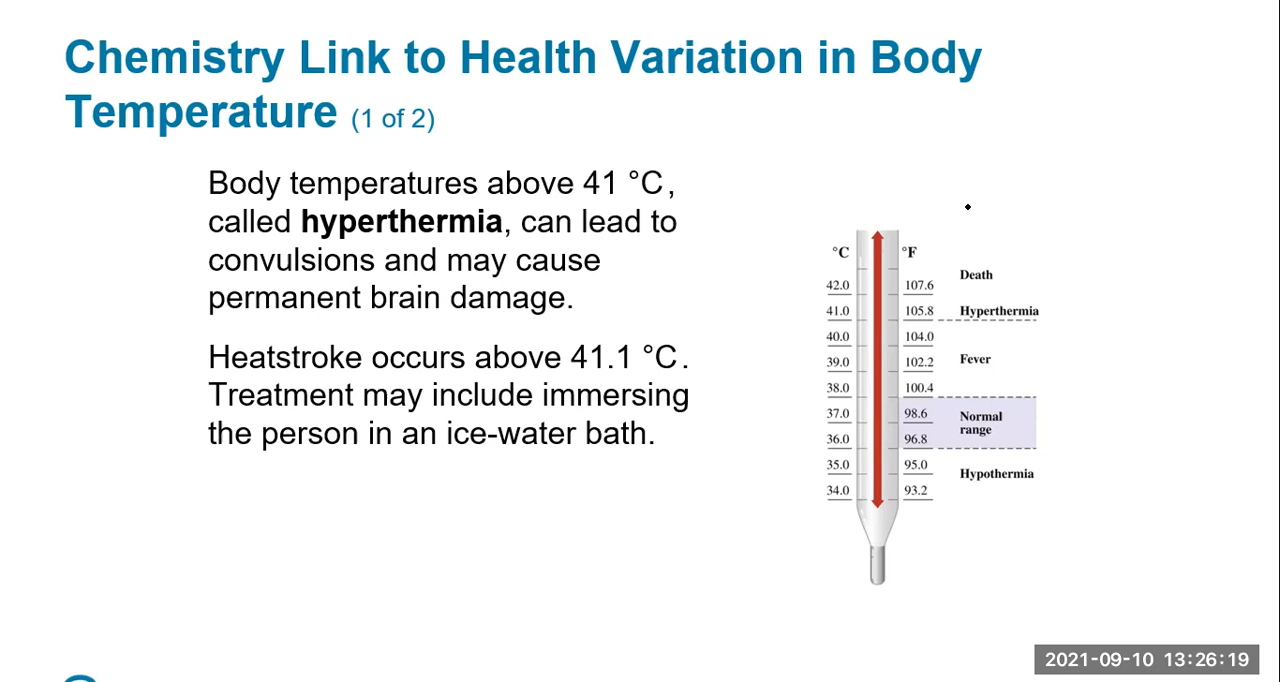 Chemistry Link to Health Variation in Body
Temperature (1 of 2)
Body temperatures above 41 °C,
called hyperthermia, can lead to
convulsions and may cause
permanent brain damage.
Heatstroke occurs above 41.1 °C.
Treatment may include immersing
the person in an ice-water bath.
°C °F
Death
42.0 107.6
41.0 105.8 Hyperthermia
40.0 104.0
39.0 102.2 Fever
38.0 100.4
37.0 98.6 Normal
range
36.0 96.8
35.0 95.0 Hypothermia
34.0 93.2
2021-09-10 13:26:19